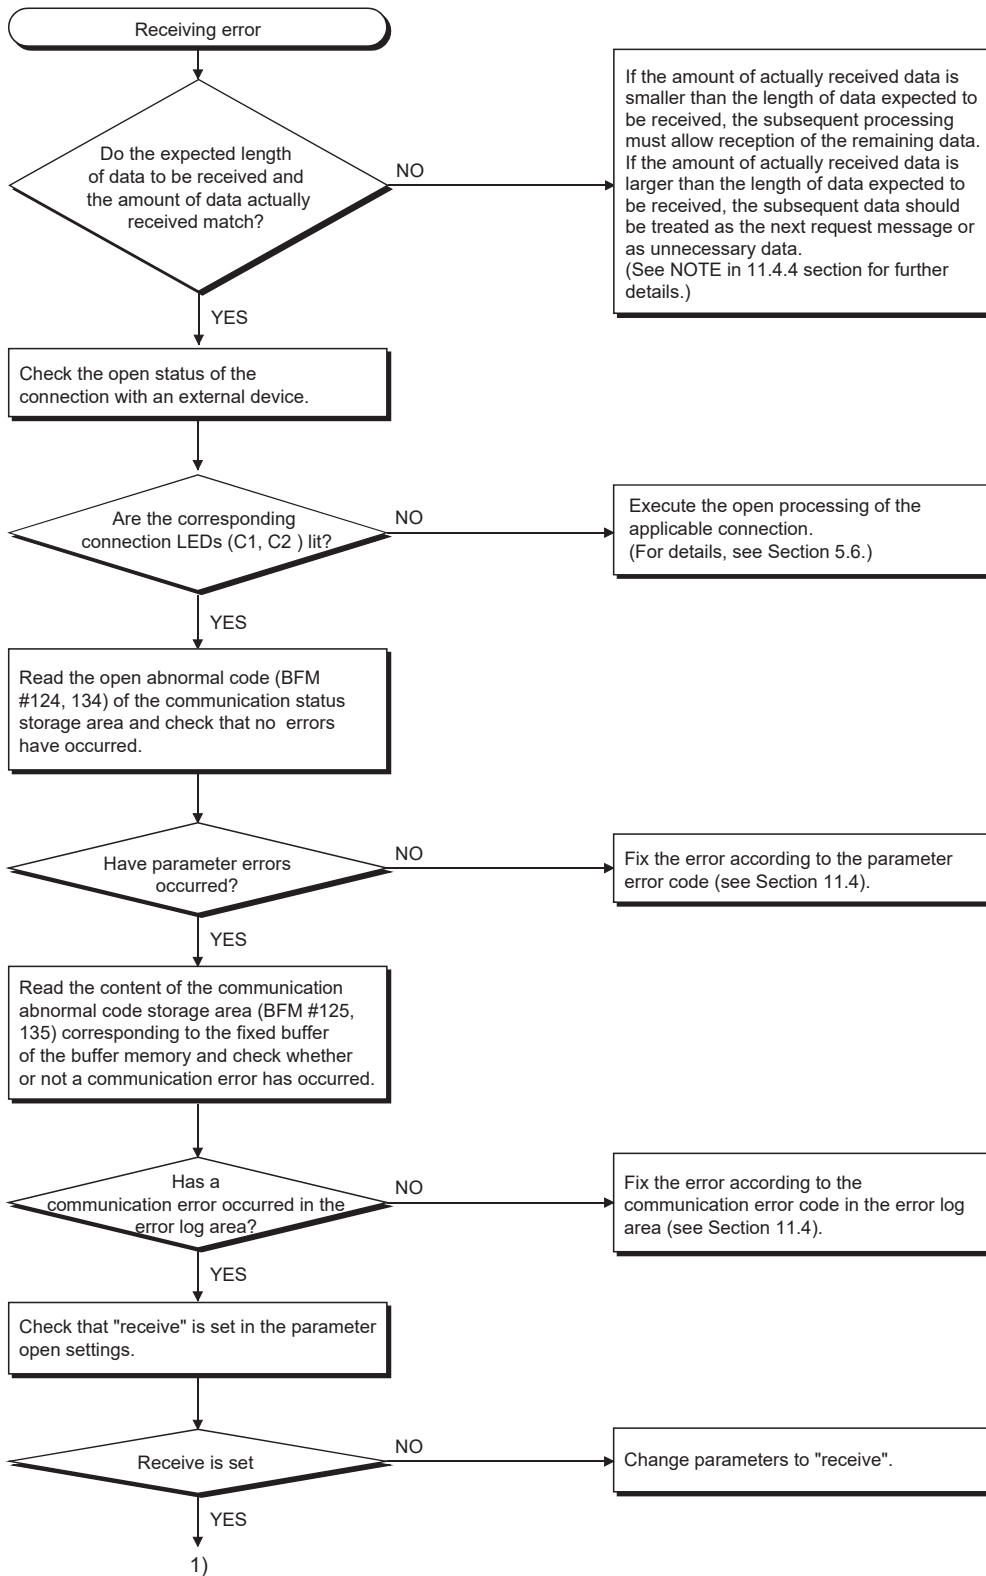 Receiving error
Do the expected length
of data to be received and
the amount of data actually
received match?
NO
If the amount of actually received data is
smaller than the length of data expected to
be received, the subsequent processing
must allow reception of the remaining data.
If the amount of actually received data is
larger than the length of data expected to
be received, the subsequent data should
be treated as the next request message or
as unnecessary data.
(See NOTE in 11.4.4 section for further
details.)
YES
Check the open status of the
connection with an external device.
Are the corresponding
connection LEDs (C1, C2 ) lit?
NO
Execute the open processing of the
applicable connection.
(For details, see Section 5.6.)
YES
Read the open abnormal code (BFM
#124, 134) of the communication status
storage area and check that no  errors
have occurred.
Have parameter errors
occurred?
NO
Fix the error according to the parameter
error code (see Section 11.4).
YES
Read the content of the communication
abnormal code storage area (BFM #125,
135) corresponding to the fixed buffer
of the buffer memory and check whether
or not a communication error has occurred.
Has a
communication error occurred in the
error log area?
NO
Fix the error according to the
communication error code in the error log
area (see Section 11.4).
YES
Check that "receive" is set in the parameter
open settings.
Receive is set
NO
Change parameters to "receive".
YES
1)